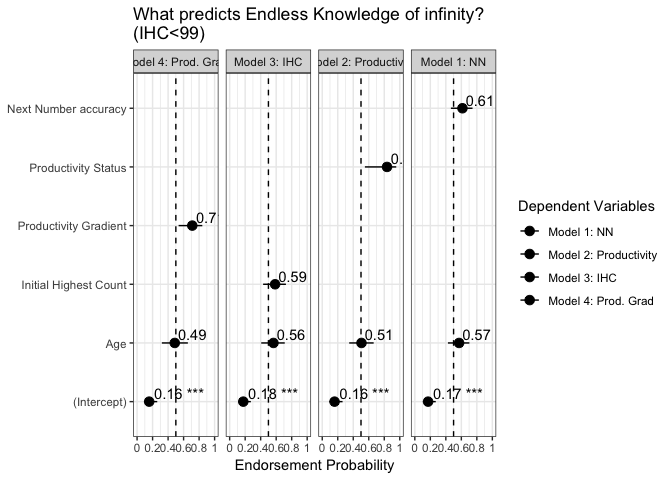 What predicts Endless Knowledge of infinity?
(IHC<99)
odel 4: Prod. Gra
Model 3: IHC
odel 2: Productiv
Model 1: NN
Next Number accuracy
0.61
Productivity Status
0.
Productivity Gradient
0.7
Initial Highest Count
0.59
Age
0.49
0.56
0.51
0.57
(Intercept)
0.16 ***
0.18 ***
0.16 ***
0.17 ***
0 0.20.40.60.8 1
0 0.20.40.60.8 1
0 0.20.40.60.8 1
0 0.20.40.60.8 1
Endorsement Probability
Dependent Variables
Model 1: NN
Model 2: Productivity
Model 3: IHC
Model 4: Prod. Grad